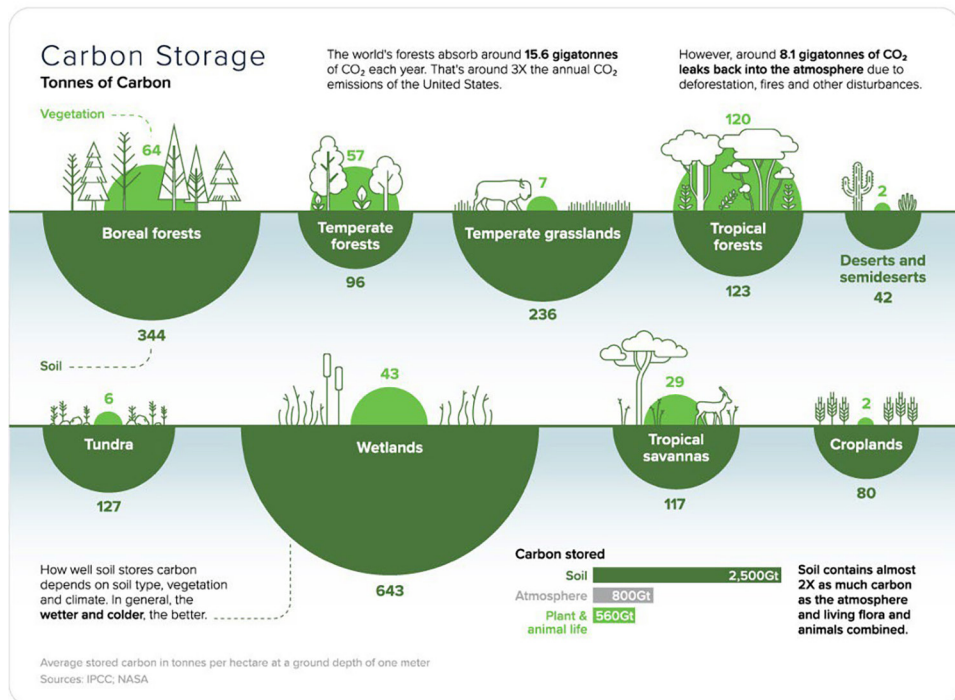 Carbon Storage
Tonnes of Carbon
The world's forests absorb around 15.6 gigatonnes
of CO₂ each year. That's around 3X the annual CO₂
emissions of the United States.
However, around 8.1 gigatonnes of CO₂
leaks back into the atmosphere due to
deforestation, fires and other disturbances.
Vegetation
64
Boreal forests
344
57
Temperate
forests
96
7
Temperate grasslands
236
120
Tropical
forests
123
2
Deserts and
semideserts
42
Soil
6
Tundra
127
43
Wetlands
643
29
Tropical
savannas
117
2
Croplands
80
How well soil stores carbon
depends on soil type, vegetation
and climate. In general, the
wetter and colder, the better.
Carbon stored
Soil
2,500Gt
Atmosphere
800Gt
Plant &
animal life
560Gt
Soil contains almost
2X as much carbon
as the atmosphere
and living flora and
animals combined.
Average stored carbon in tonnes per hectare at a ground depth of one meter
Sources: IPCC; NASA